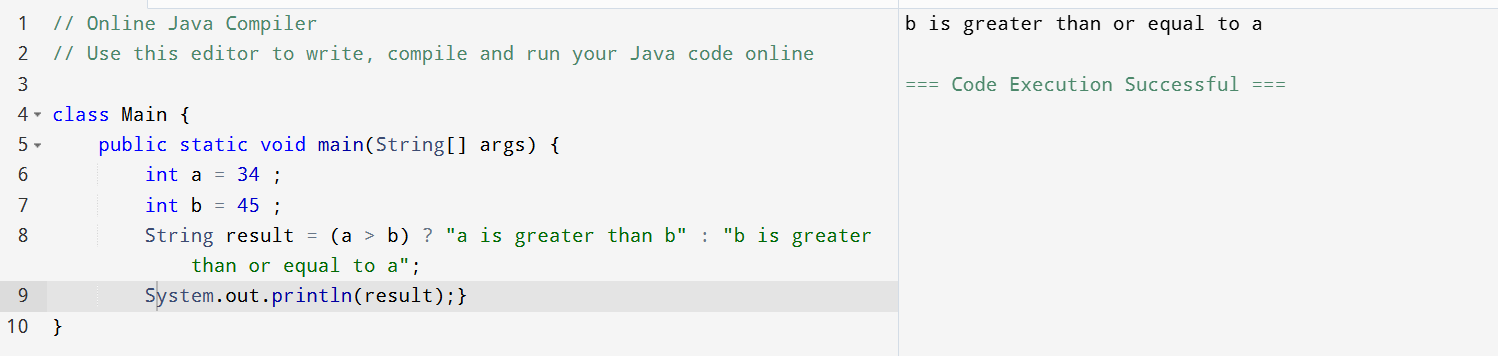 1 // Online Java Compiler
2 // Use this editor to write, compile and run your Java code online
3
4 class Main {
5 public static void main(String[] args) {
6 int a = 34 ;
7 int b = 45 ;
8 String result = (a > b) ? "a is greater than b" : "b is greater
than or equal to a";
9 System.out.println(result);}
10 }
b is greater than or equal to a
=== Code Execution Successful ===